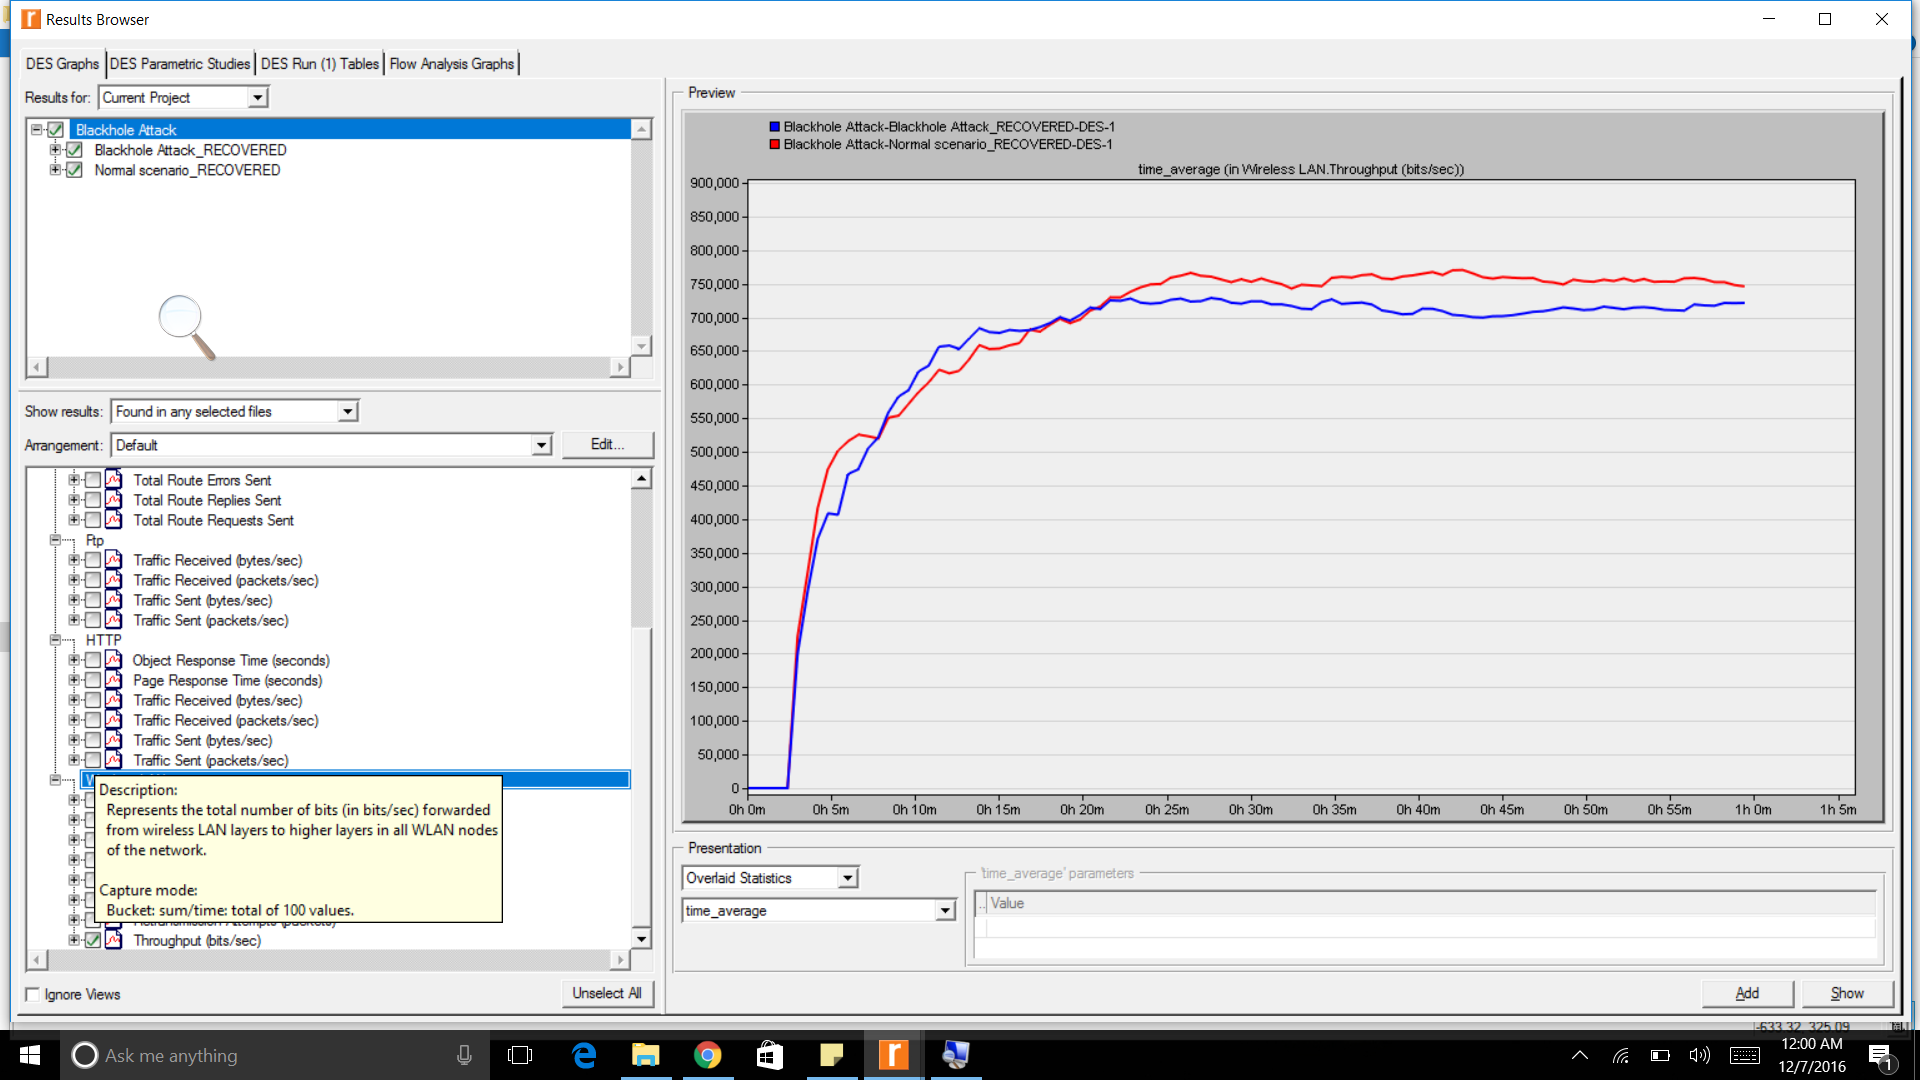 Results Browser
DES Graphs
DES Parametric Studies
DES Run (1) Tables
Flow Analysis Graphs
Results for:
Current Project
Blackhole Attack
Blackhole Attack_RECOVERED
Normal scenario_RECOVERED
Show results:
Found in any selected files
Arrangement:
Default
Edit...
Total Route Errors Sent
Total Route Replies Sent
Total Route Requests Sent
Ftp
Traffic Received (bytes/sec)
Traffic Received (packets/sec)
Traffic Sent (bytes/sec)
Traffic Sent (packets/sec)
HTTP
Object Response Time (seconds)
Page Response Time (seconds)
Traffic Received (bytes/sec)
Traffic Received (packets/sec)
Traffic Sent (bytes/sec)
Traffic Sent (packets/sec)
Description:
Represents the total number of bits (in bits/sec) forwarded
from wireless LAN layers to higher layers in all WLAN nodes
of the network.
Capture mode:
Bucket: sum/time: total of 100 values.
Throughput (bits/sec)
Ignore Views
Unselect All
Preview
Blackhole Attack-Blackhole Attack_RECOVERED-DES-1
Blackhole Attack-Normal scenario_RECOVERED-DES-1
time_average (in Wireless LAN.Throughput (bits/sec))
900,000
850,000
800,000
750,000
700,000
650,000
600,000
550,000
500,000
450,000
400,000
350,000
300,000
250,000
200,000
150,000
100,000
50,000
0
0h 0m 0h 5m 0h 10m 0h 15m 0h 20m 0h 25m 0h 30m 0h 35m 0h 40m 0h 45m 0h 50m 0h 55m 1h 0m 1h 5m
Presentation
Overlaid Statistics
time_average
'time_average' parameters
.. Value
Add
Show
-633.32, 325.09
Ask me anything
12:00 AM
12/7/2016
1